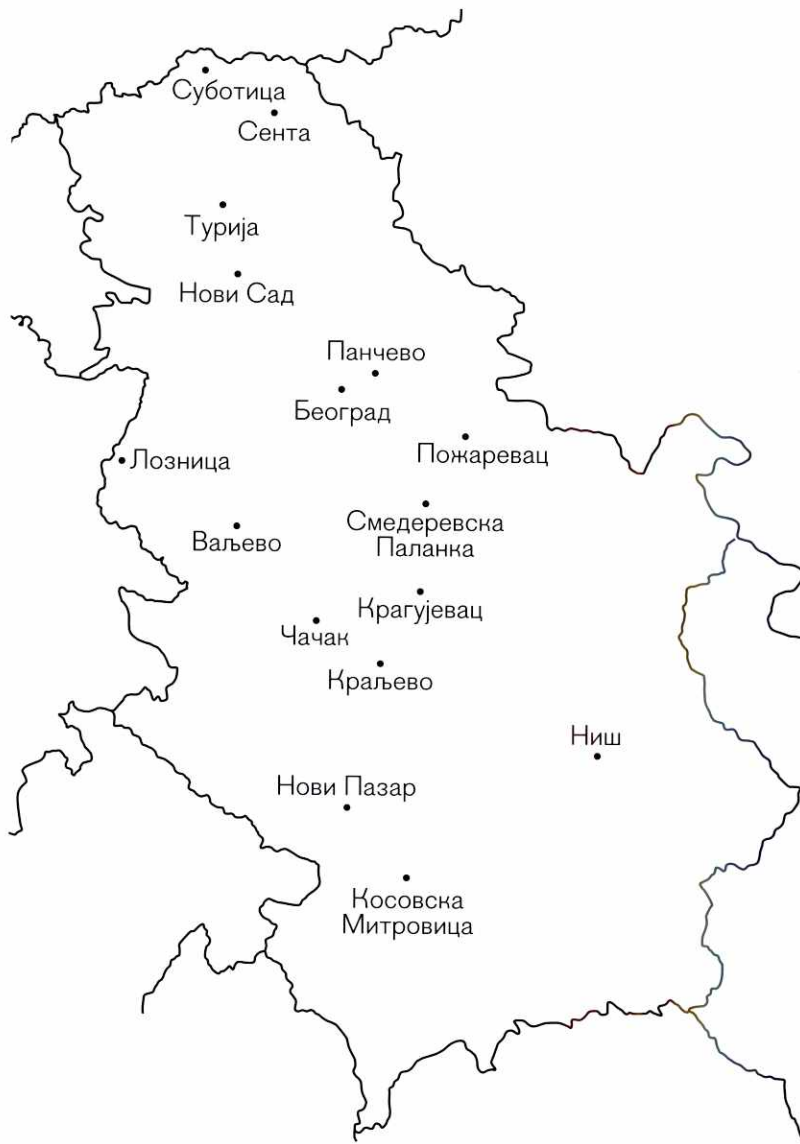 Суботица
Сента
Турија
Нови Сад
Панчево
Београд
Пожаревац
Лозница
Смедеревска
Паланка
Ваљево
Крагујевац
Чачак
Краљево
Ниш
Нови Пазар
Косовска
Митровица